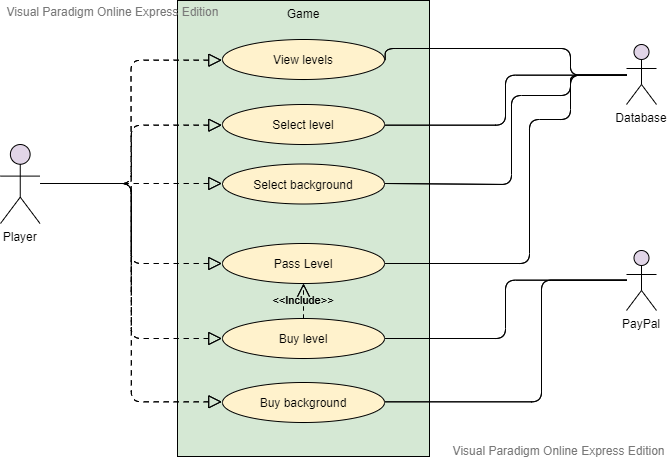 Visual Paradigm Online Express Edition
Game
View levels
Database
Select level
Select background
Player
Pass Level
<<Include>>
PayPal
Buy level
Buy background
Visual Paradigm Online Express Edition